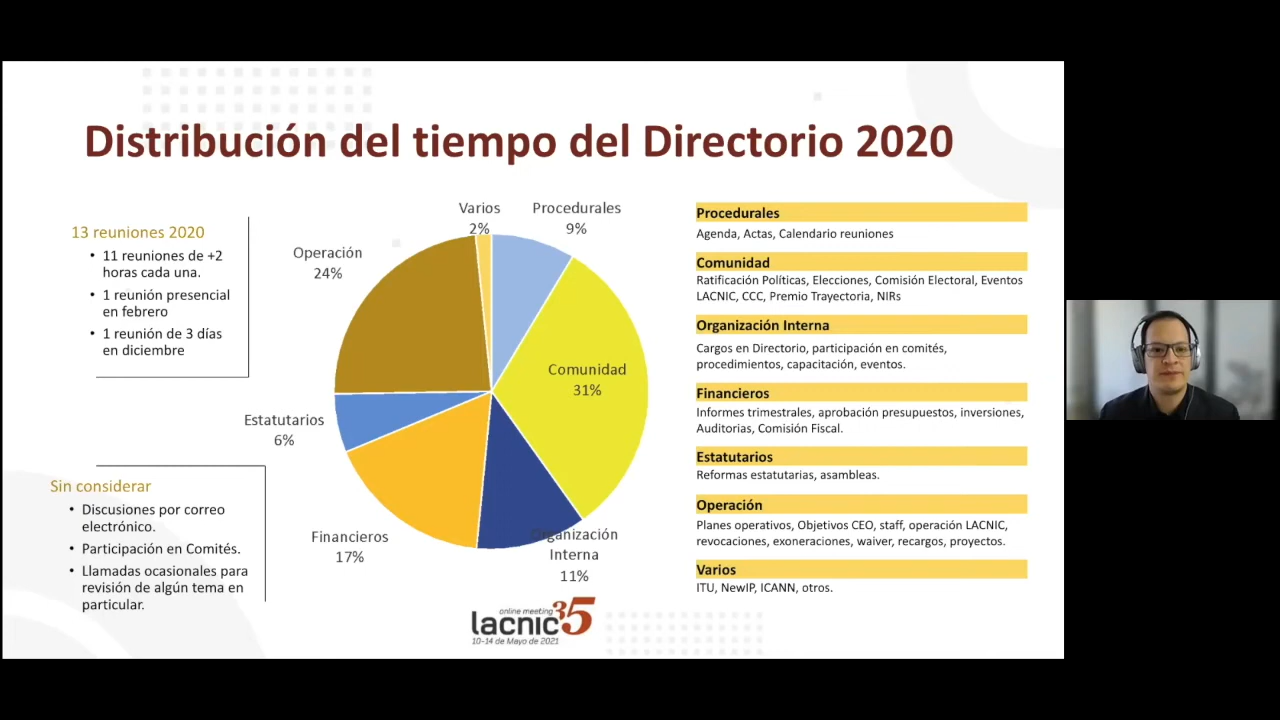 Distribución del tiempo del Directorio 2020
13 reuniones 2020
• 11 reuniones de +2
horas cada una.
• 1 reunión presencial
en febrero
• 1 reunión de 3 días
en diciembre
Sin considerar
• Discusiones por correo
electrónico.
• Participación en Comités.
• Llamadas ocasionales para
revisión de algún tema en
particular.
Varios
2%
Procedurales
9%
Operación
24%
Comunidad
31%
Estatutarios
6%
Financieros
17%
Organización
Interna
11%
online meeting
lacnic35
10-14 de Mayo de 2021
Procedurales
Agenda, Actas, Calendario reuniones
Comunidad
Ratificación Políticas, Elecciones, Comisión Electoral, Eventos
LACNIC, CCC, Premio Trayectoria, NIRs
Organización Interna
Cargos en Directorio, participación en comités,
procedimientos, capacitación, eventos.
Financieros
Informes trimestrales, aprobación presupuestos, inversiones,
Auditorias, Comisión Fiscal.
Estatutarios
Reformas estatutarias, asambleas.
Operación
Planes operativos, Objetivos CEO, staff, operación LACNIC,
revocaciones, exoneraciones, waiver, recargos, proyectos.
Varios
ITU, NewIP, ICANN, otros.